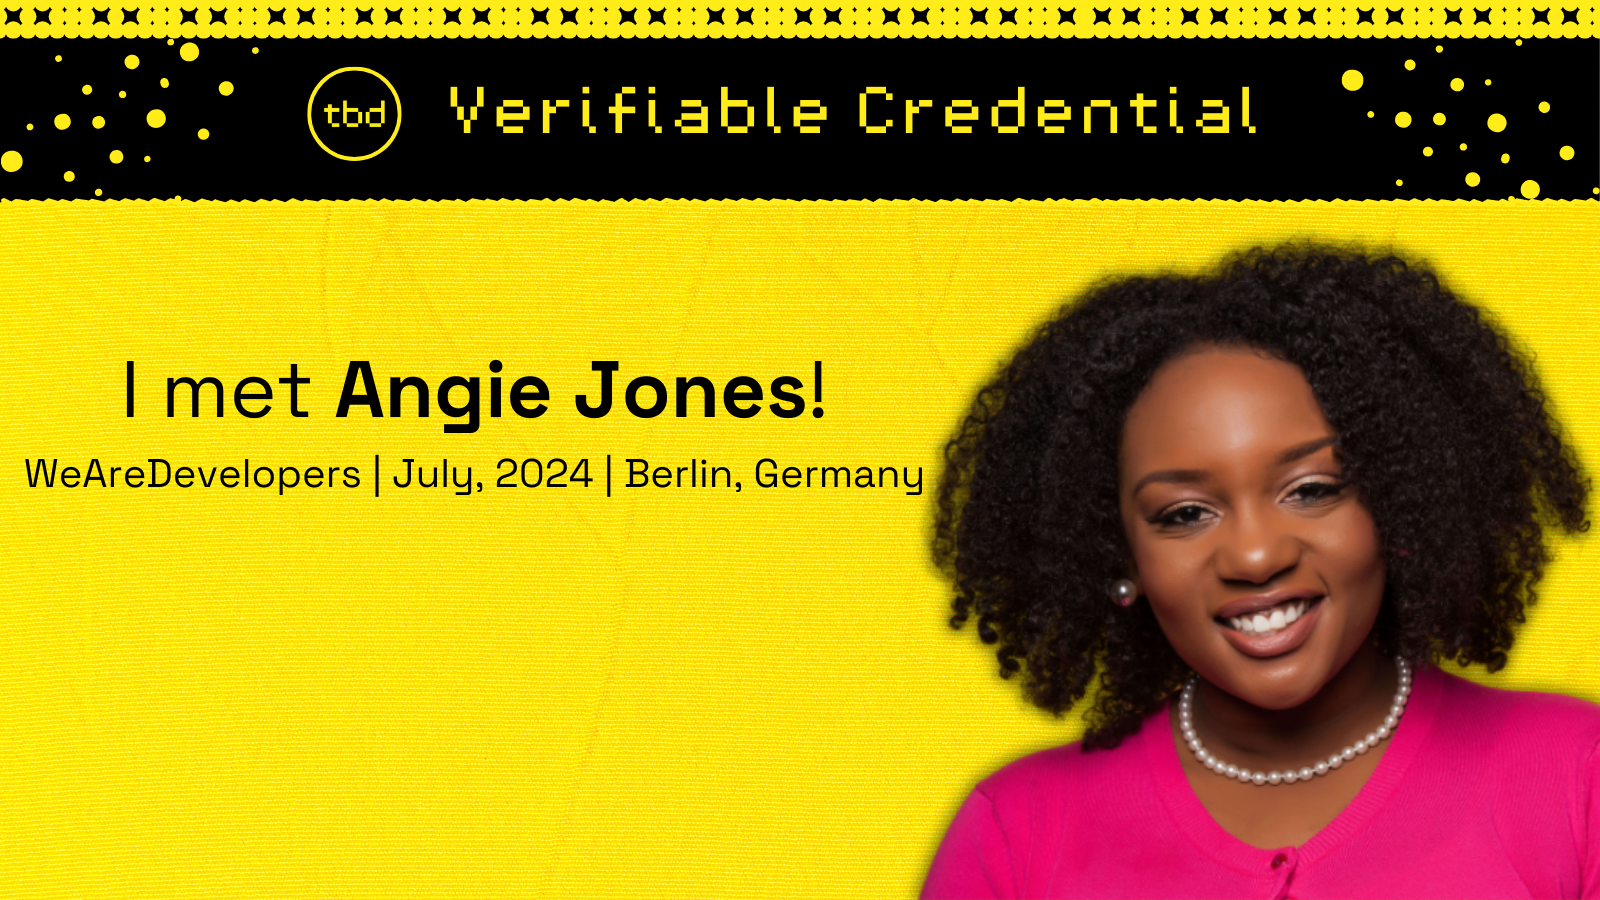 tbd Verifiable Credential
I met Angie Jones!
WeAreDevelopers | July, 2024 | Berlin, Germany